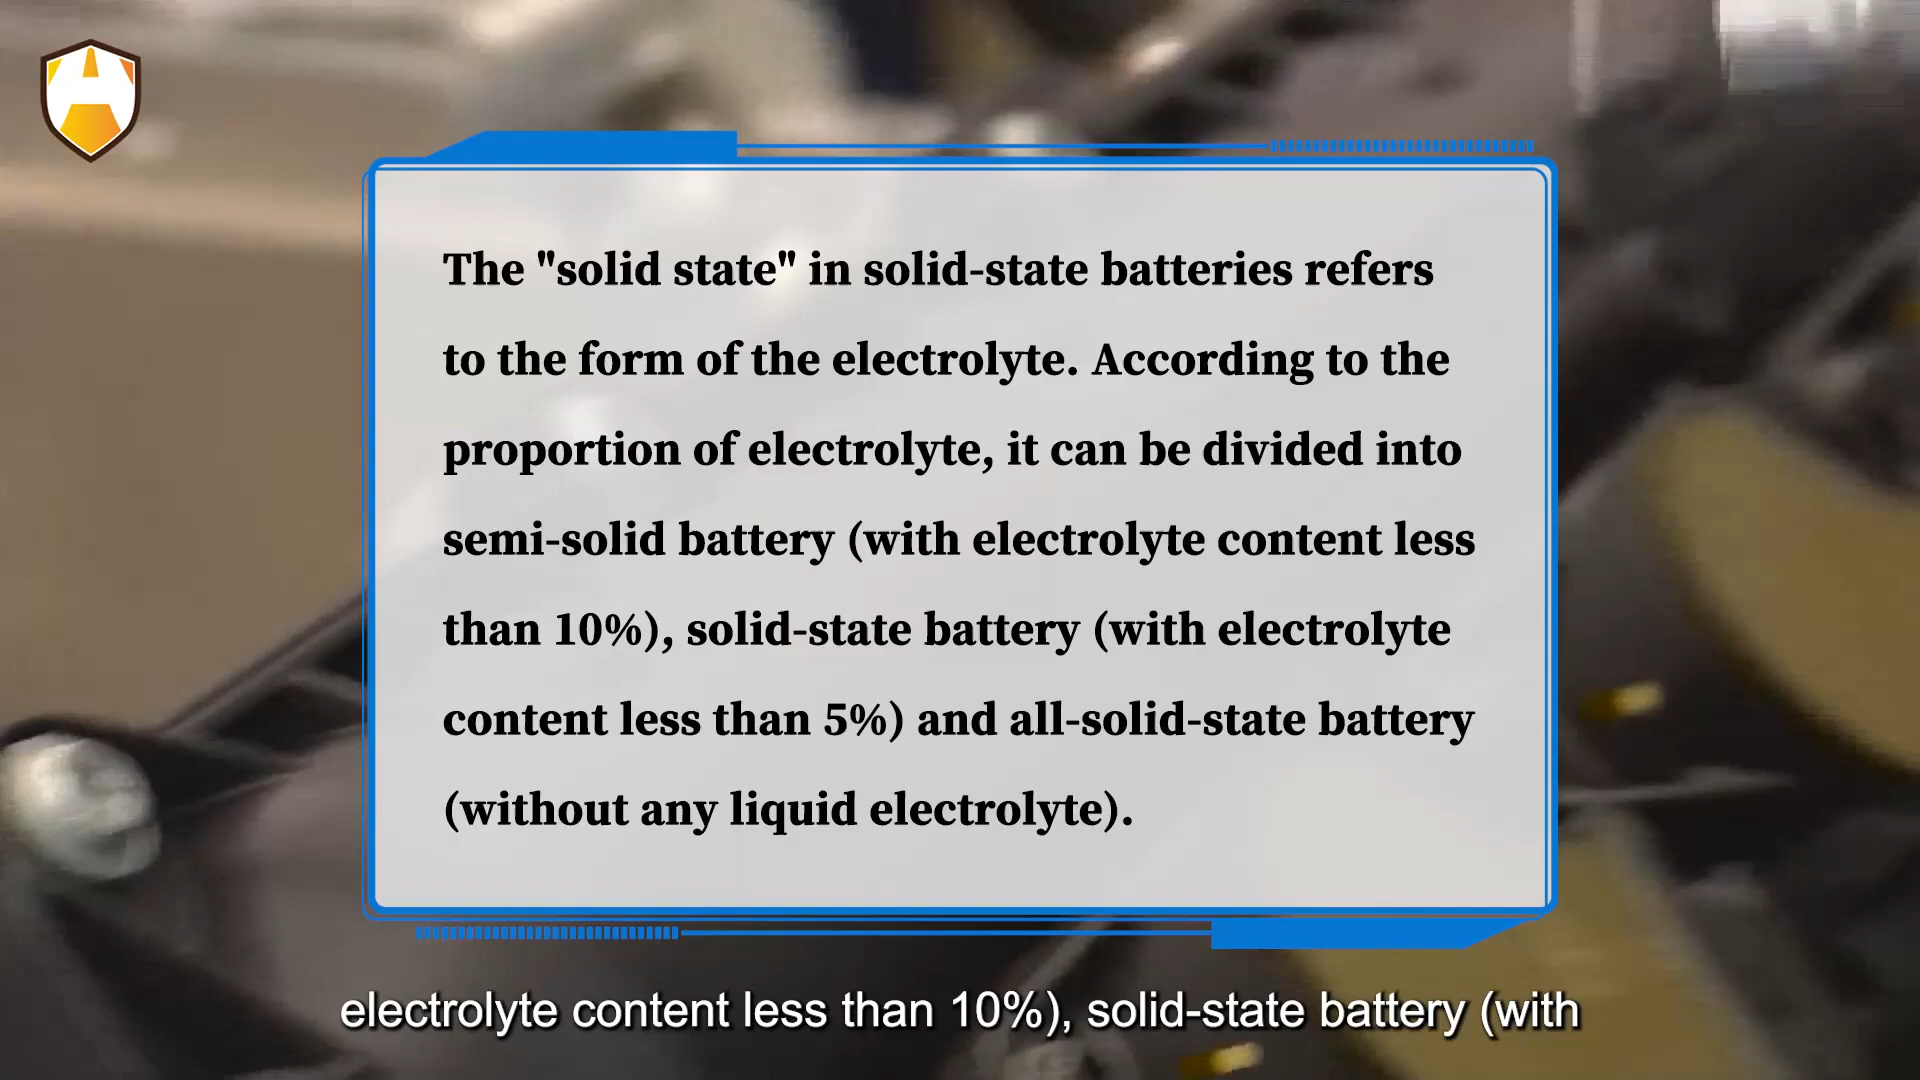 The "solid state" in solid-state batteries refers
to the form of the electrolyte. According to the
proportion of electrolyte, it can be divided into
semi-solid battery (with electrolyte content less
than 10%), solid-state battery (with electrolyte
content less than 5%) and all-solid-state battery
(without any liquid electrolyte).
electrolyte content less than 10%), solid-state battery (with